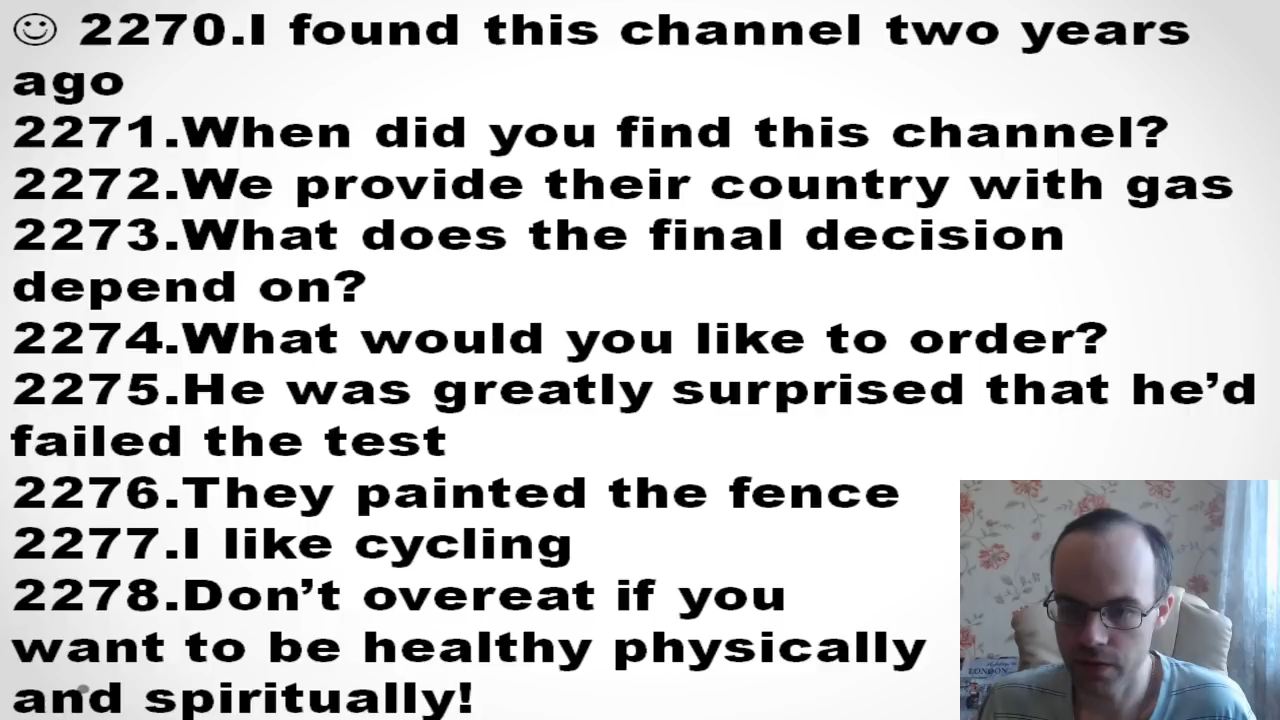 ☺ 2270.I found this channel two years
ago
2271.When did you find this channel?
2272.We provide their country with gas
2273.What does the final decision
depend on?
2274.What would you like to order?
2275.He was greatly surprised that he’d
failed the test
2276.They painted the fence
2277.I like cycling
2278.Don’t overeat if you
want to be healthy physically
and spiritually!
LONDON